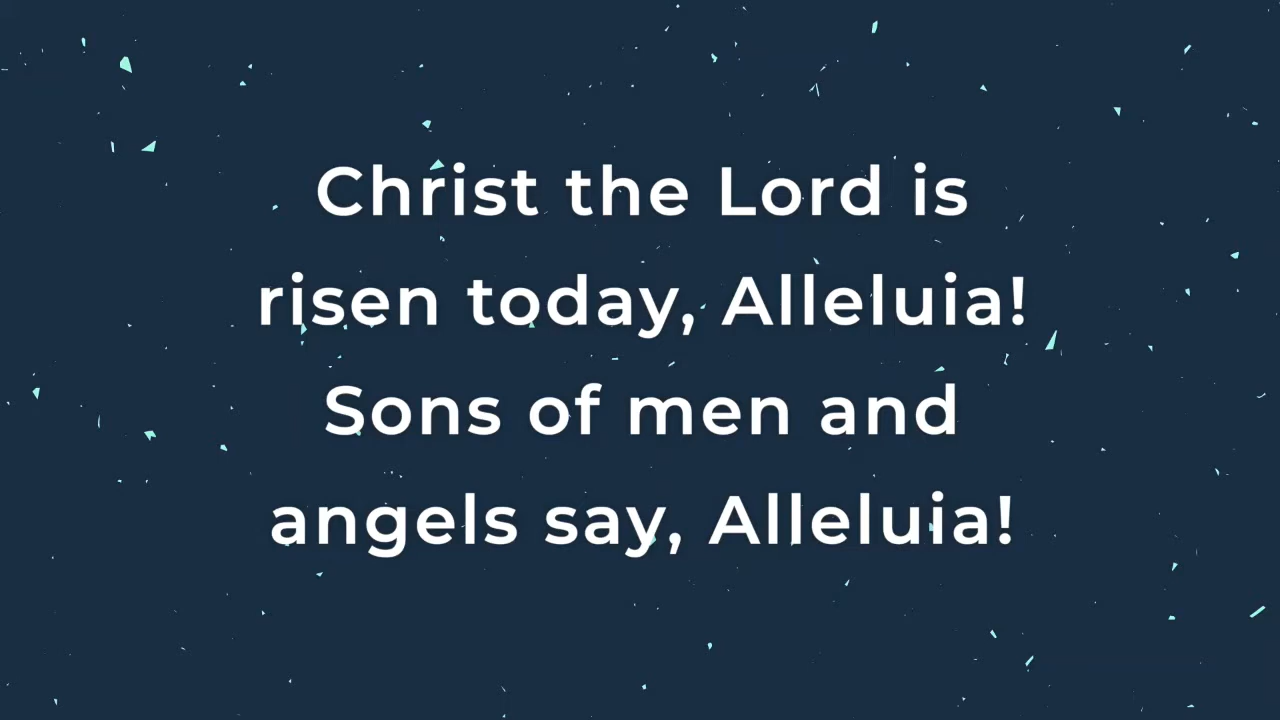 Christ the Lord is
risen today, Alleluia!
Sons of men and
angels say, Alleluia!